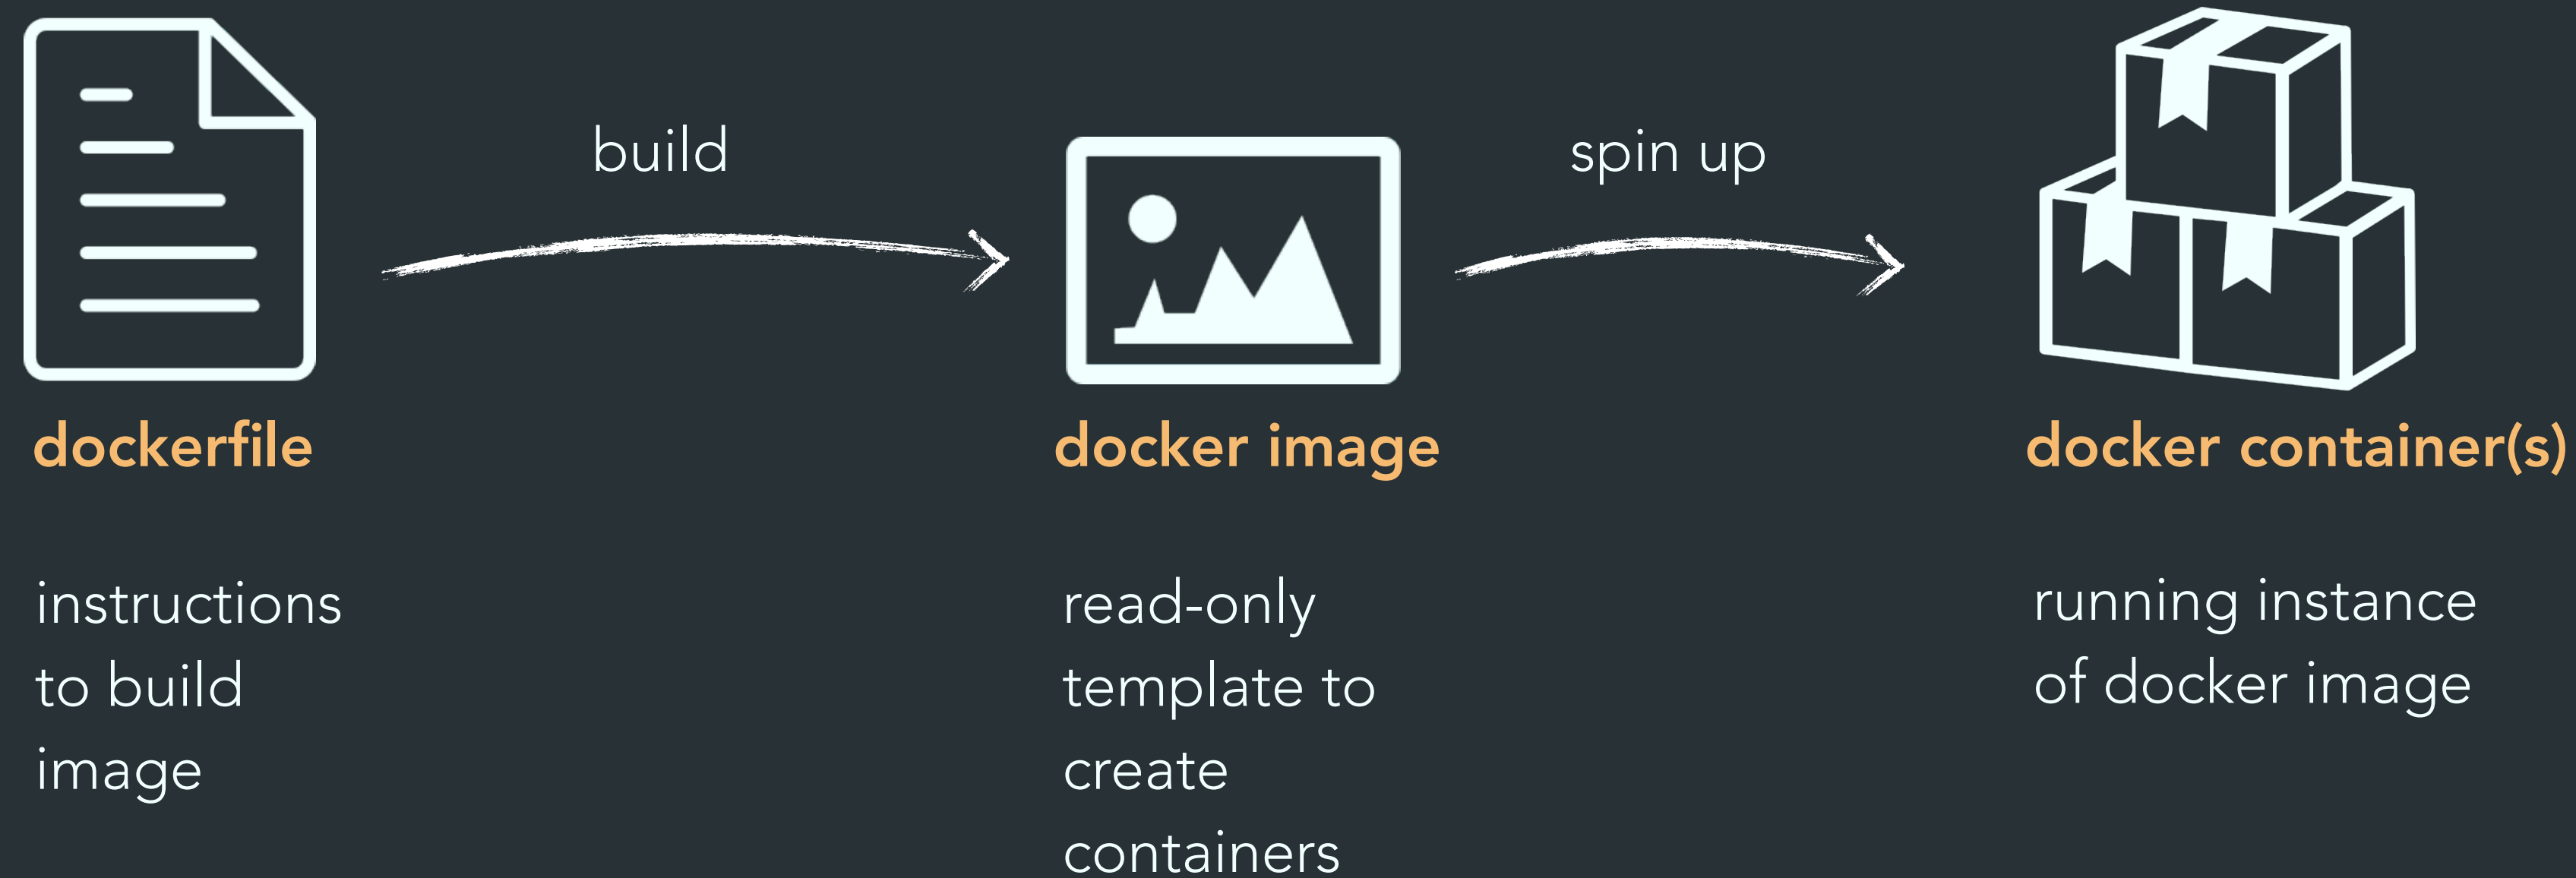 build
spin up
dockerfile
docker image
docker container(s)
instructions
to build
image
read-only
template to
create
containers
running instance
of docker image